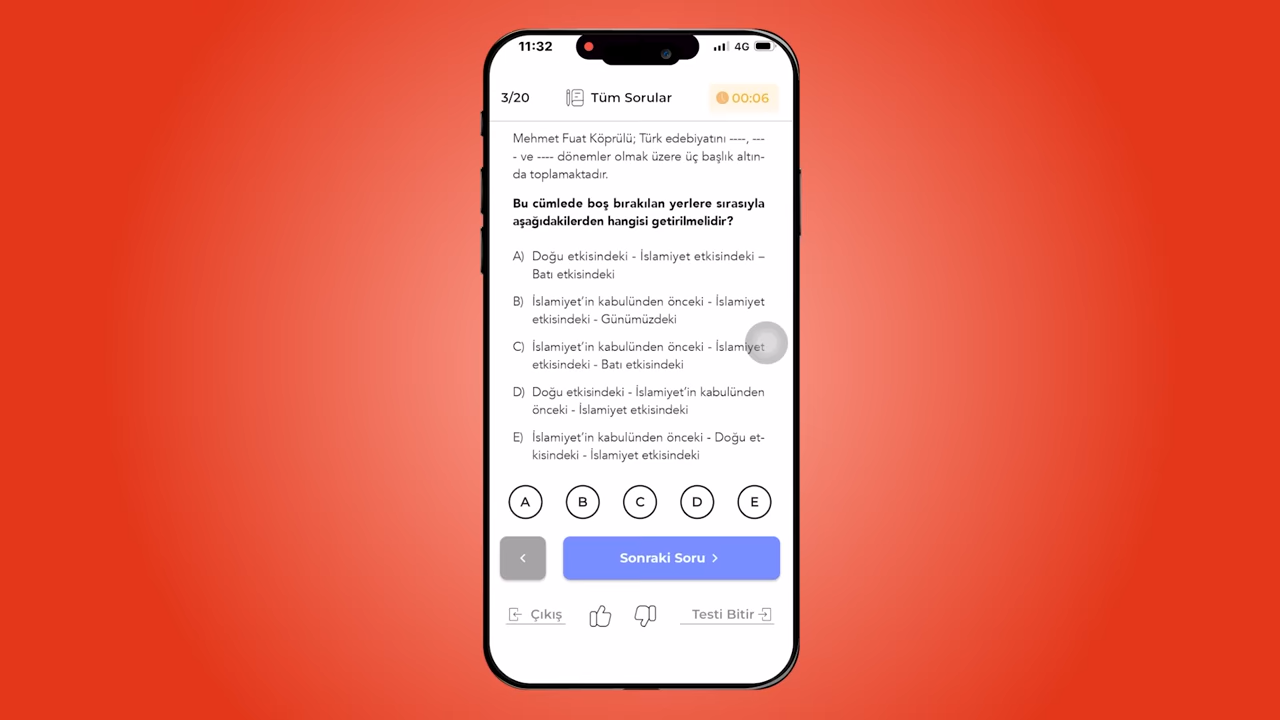 11:32
4G
3/20
Tüm Sorular
00:06
Mehmet Fuat Köprülü; Türk edebiyatını ----, ---
- ve ---- dönemler olmak üzere üç başlık altın-
da toplamaktadır.
Bu cümlede boş bırakılan yerlere sırasıyla
aşağıdakilerden hangisi getirilmelidir?
A) Doğu etkisindeki - İslamiyet etkisindeki –
Batı etkisindeki
B) İslamiyet’in kabulünden önceki - İslamiyet
etkisindeki - Günümüzdeki
C) İslamiyet’in kabulünden önceki - İslamiyet
etkisindeki - Batı etkisindeki
D) Doğu etkisindeki - İslamiyet’in kabulünden
önceki - İslamiyet etkisindeki
E) İslamiyet’in kabulünden önceki - Doğu et-
kisindeki - İslamiyet etkisindeki
A B C D E
Sonraki Soru
Çıkış
Testi Bitir